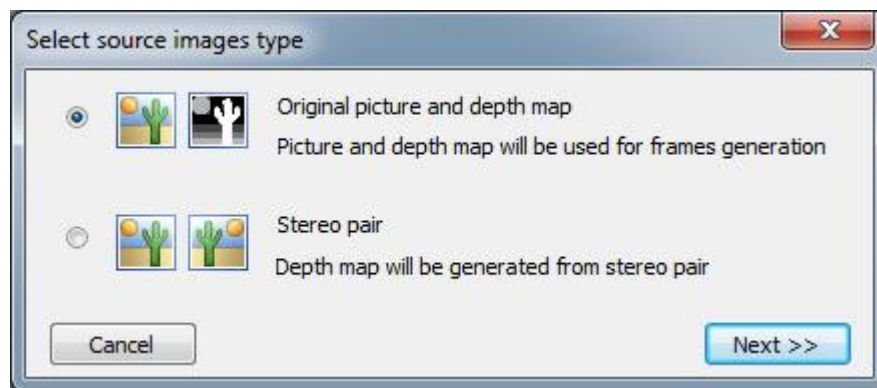 Select source images type
Original picture and depth map
Picture and depth map will be used for frames generation
Stereo pair
Depth map will be generated from stereo pair
Cancel
Next >>